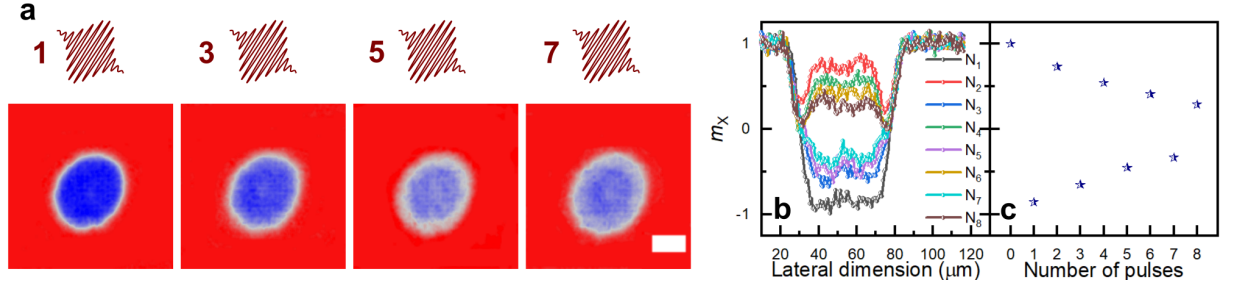 a
1 3 5 7
1
0
-1
m_X
20 40 60 80 100 120
Lateral dimension (μm)
b
N₁
N₂
N₃
N₄
N₅
N₆
N₇
N₈
c
0 1 2 3 4 5 6 7 8
Number of pulses